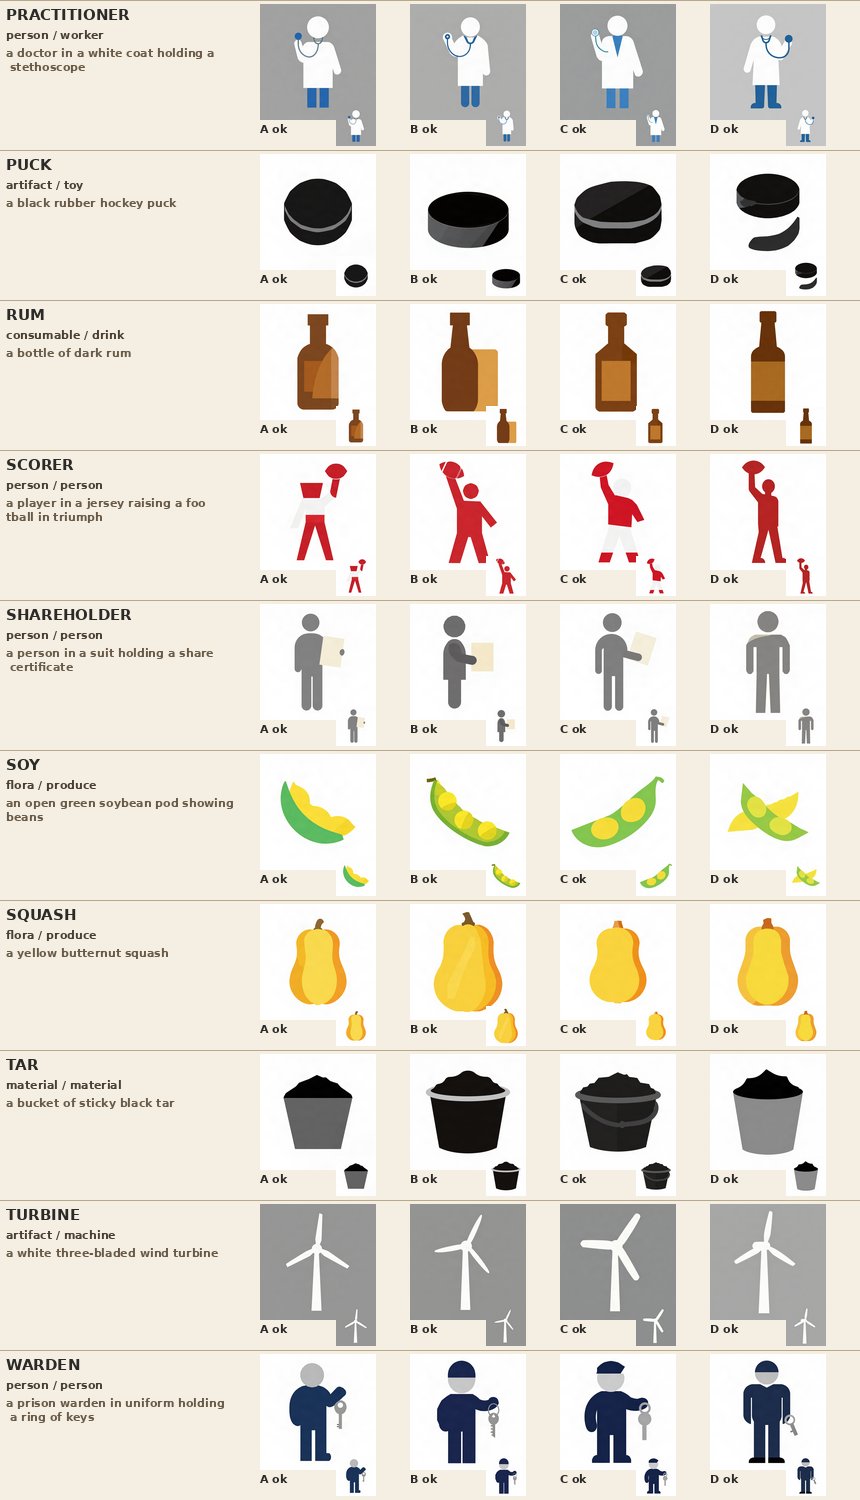 PRACTITIONER
person / worker
a doctor in a white coat holding a
stethoscope
A ok
B ok
C ok
D ok
PUCK
artifact / toy
a black rubber hockey puck
A ok
B ok
C ok
D ok
RUM
consumable / drink
a bottle of dark rum
A ok
B ok
C ok
D ok
SCORER
person / person
a player in a jersey raising a foo
tball in triumph
A ok
B ok
C ok
D ok
SHAREHOLDER
person / person
a person in a suit holding a share
certificate
A ok
B ok
C ok
D ok
SOY
flora / produce
an open green soybean pod showing
beans
A ok
B ok
C ok
D ok
SQUASH
flora / produce
a yellow butternut squash
A ok
B ok
C ok
D ok
TAR
material / material
a bucket of sticky black tar
A ok
B ok
C ok
D ok
TURBINE
artifact / machine
a white three-bladed wind turbine
A ok
B ok
C ok
D ok
WARDEN
person / person
a prison warden in uniform holding
a ring of keys
A ok
B ok
C ok
D ok